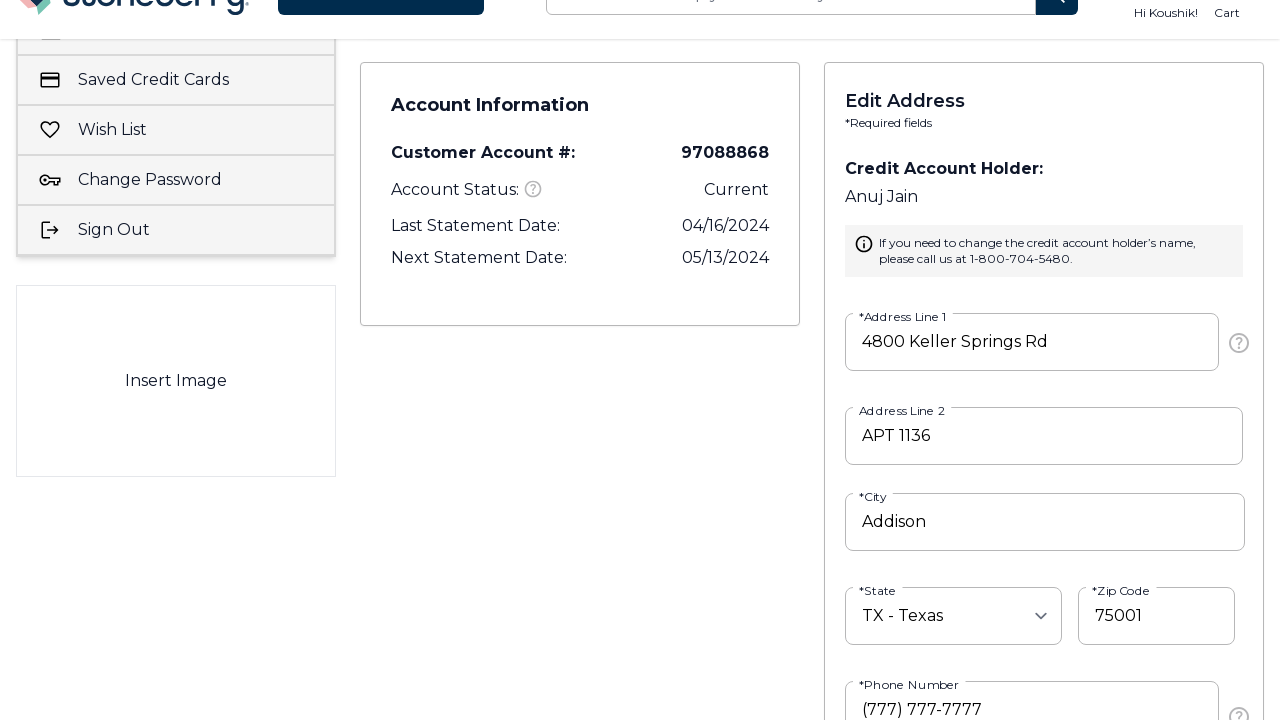 Stoneberry.
Hi Koushik!
Cart
Saved Credit Cards
Wish List
Change Password
Sign Out
Insert Image
Account Information
Customer Account #: 97088868
Account Status: Current
Last Statement Date: 04/16/2024
Next Statement Date: 05/13/2024
Edit Address
*Required fields
Credit Account Holder:
Anuj Jain
If you need to change the credit account holder's name,
please call us at 1-800-704-5480.
*Address Line 1
4800 Keller Springs Rd
Address Line 2
APT 1136
*City
Addison
*State
TX - Texas
*Zip Code
75001
*Phone Number
(777) 777-7777